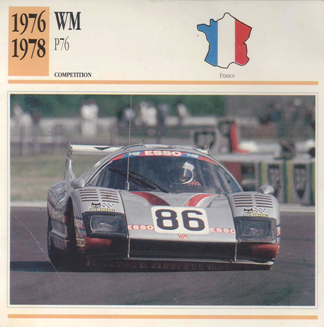 1976
1978
WM
P76
COMPETITION
France
ESSO
86
ESSO
ESSO